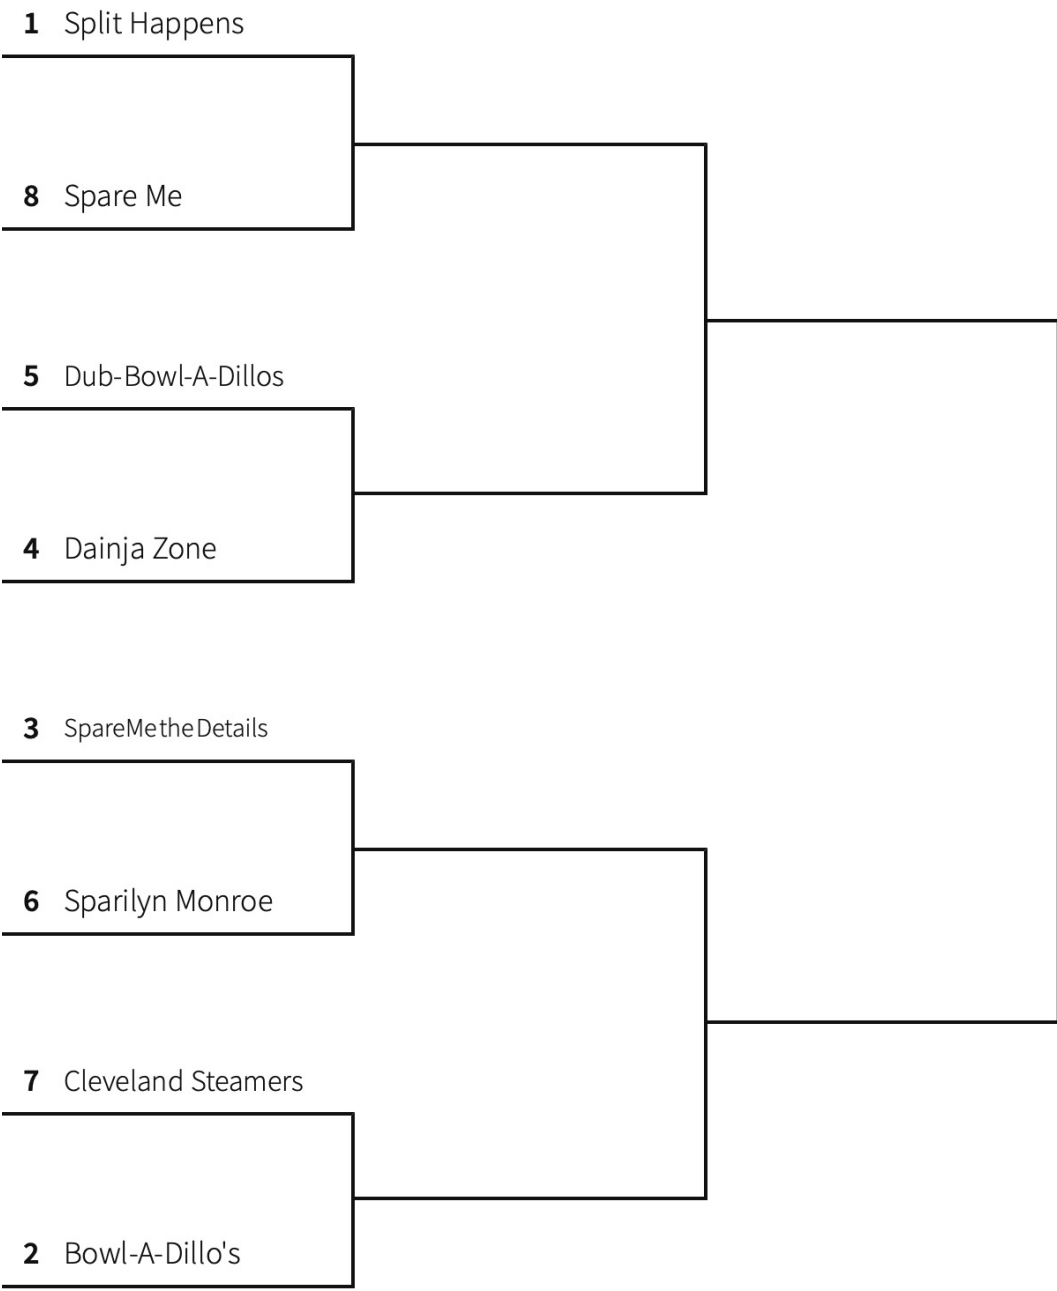 1 Split Happens
8 Spare Me
5 Dub-Bowl-A-Dillos
4 Dainja Zone
3 SpareMetheDetails
6 Sparilyn Monroe
7 Cleveland Steamers
2 Bowl-A-Dillo's